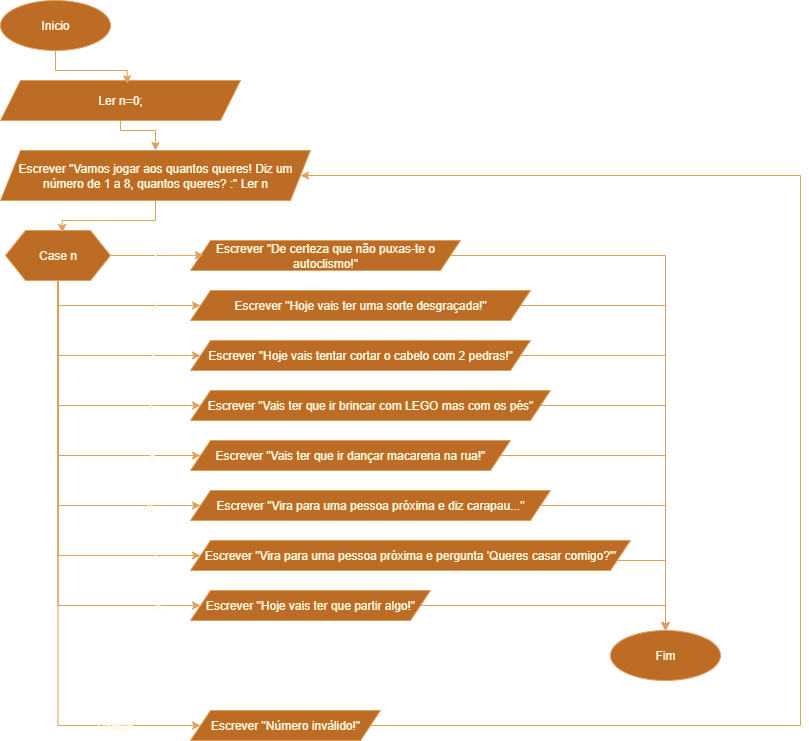 Inicio
Ler n=0;
Escrever "Vamos jogar aos quantos queres! Diz um
número de 1 a 8, quantos queres? :" Ler n
Case n
Escrever "De certeza que não puxas-te o
autoclismo!"
Escrever "Hoje vais ter uma sorte desgraçada!"
Escrever "Hoje vais tentar cortar o cabelo com 2 pedras!"
Escrever "Vais ter que ir brincar com LEGO mas com os pés"
Escrever "Vais ter que ir dançar macarena na rua!"
Escrever "Vira para uma pessoa próxima e diz carapau..."
Escrever "Vira para uma pessoa próxima e pergunta 'Queres casar comigo?'"
Escrever "Hoje vais ter que partir algo!"
Fim
Escrever "Número inválido!"